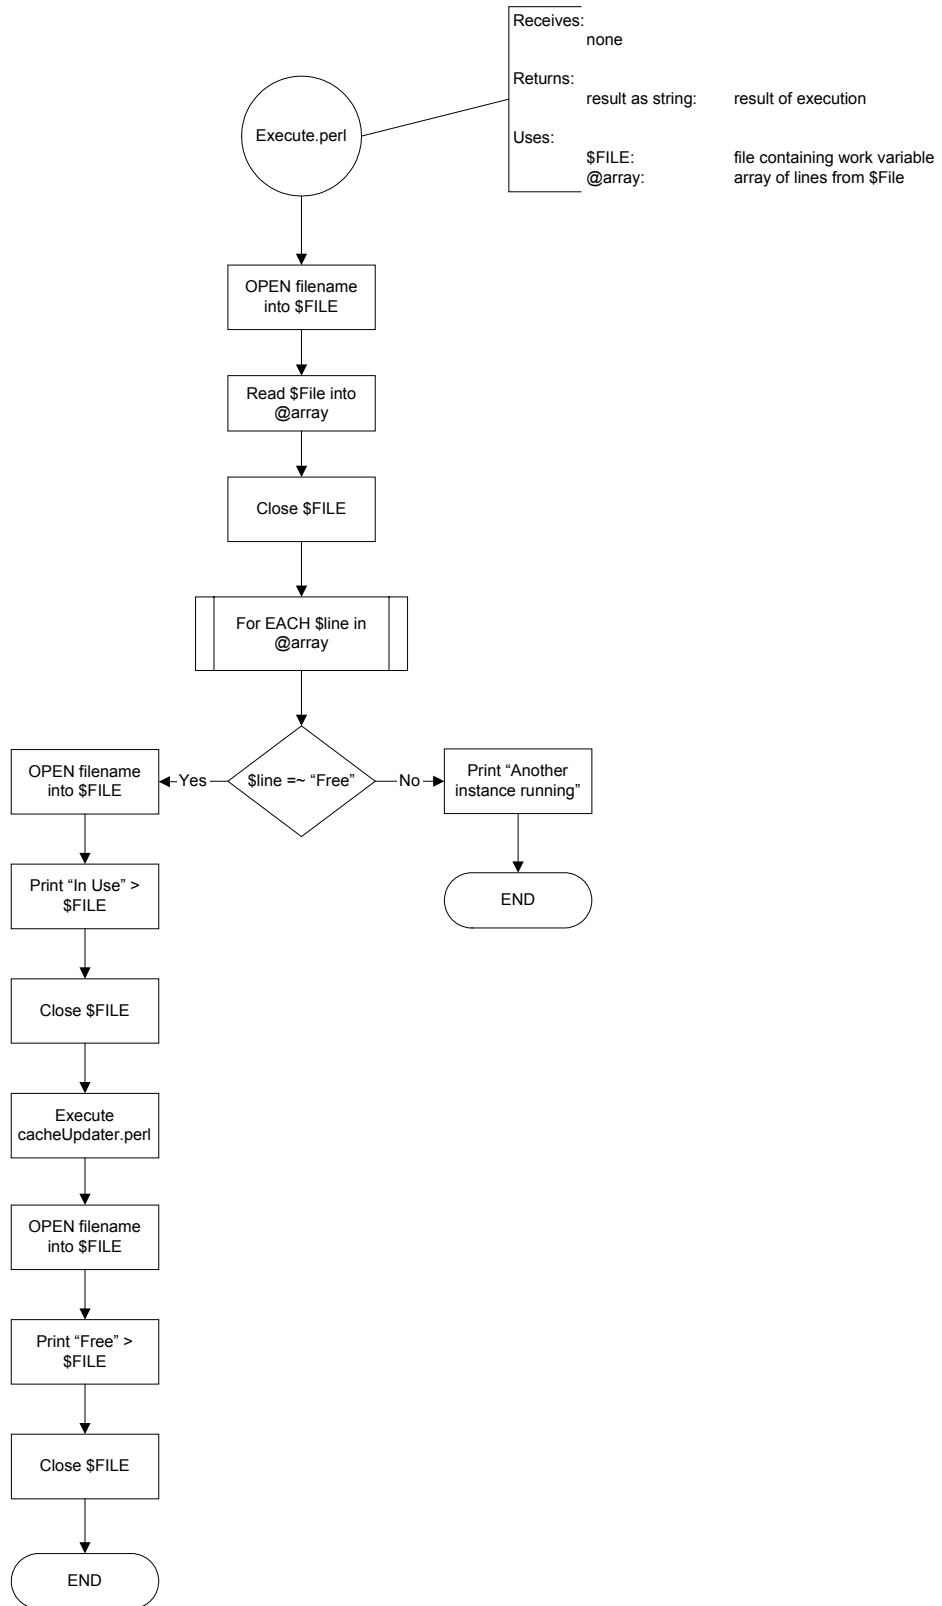 Receives:
none
Returns:
result as string: result of execution
Uses:
$FILE: file containing work variable
@array: array of lines from $File
Execute.perl
OPEN filename
into $FILE
Read $File into
@array
Close $FILE
For EACH $line in
@array
$line =~ “Free”
Yes
No
OPEN filename
into $FILE
Print “Another
instance running”
Print “In Use” >
$FILE
END
Close $FILE
Execute
cacheUpdater.perl
OPEN filename
into $FILE
Print “Free” >
$FILE
Close $FILE
END